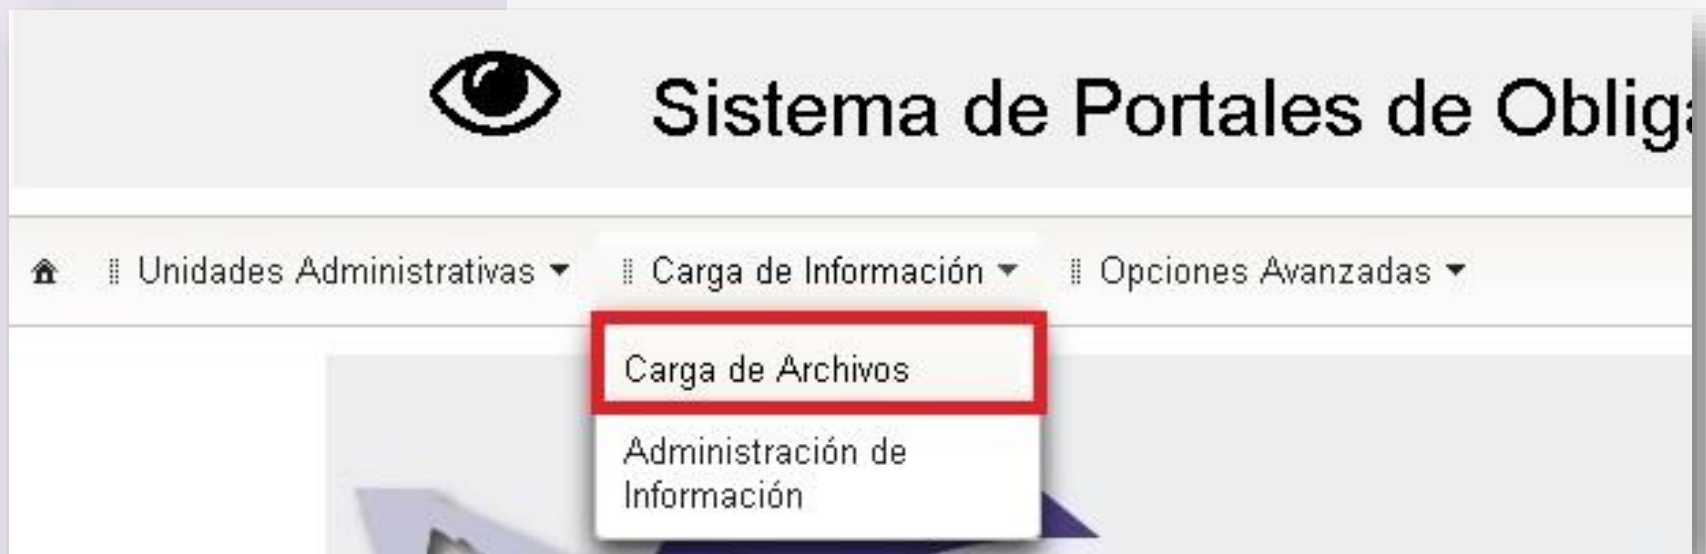 Sistema de Portales de Oblig
Unidades Administrativas Carga de Información Opciones Avanzadas
Carga de Archivos
Administración de
Información